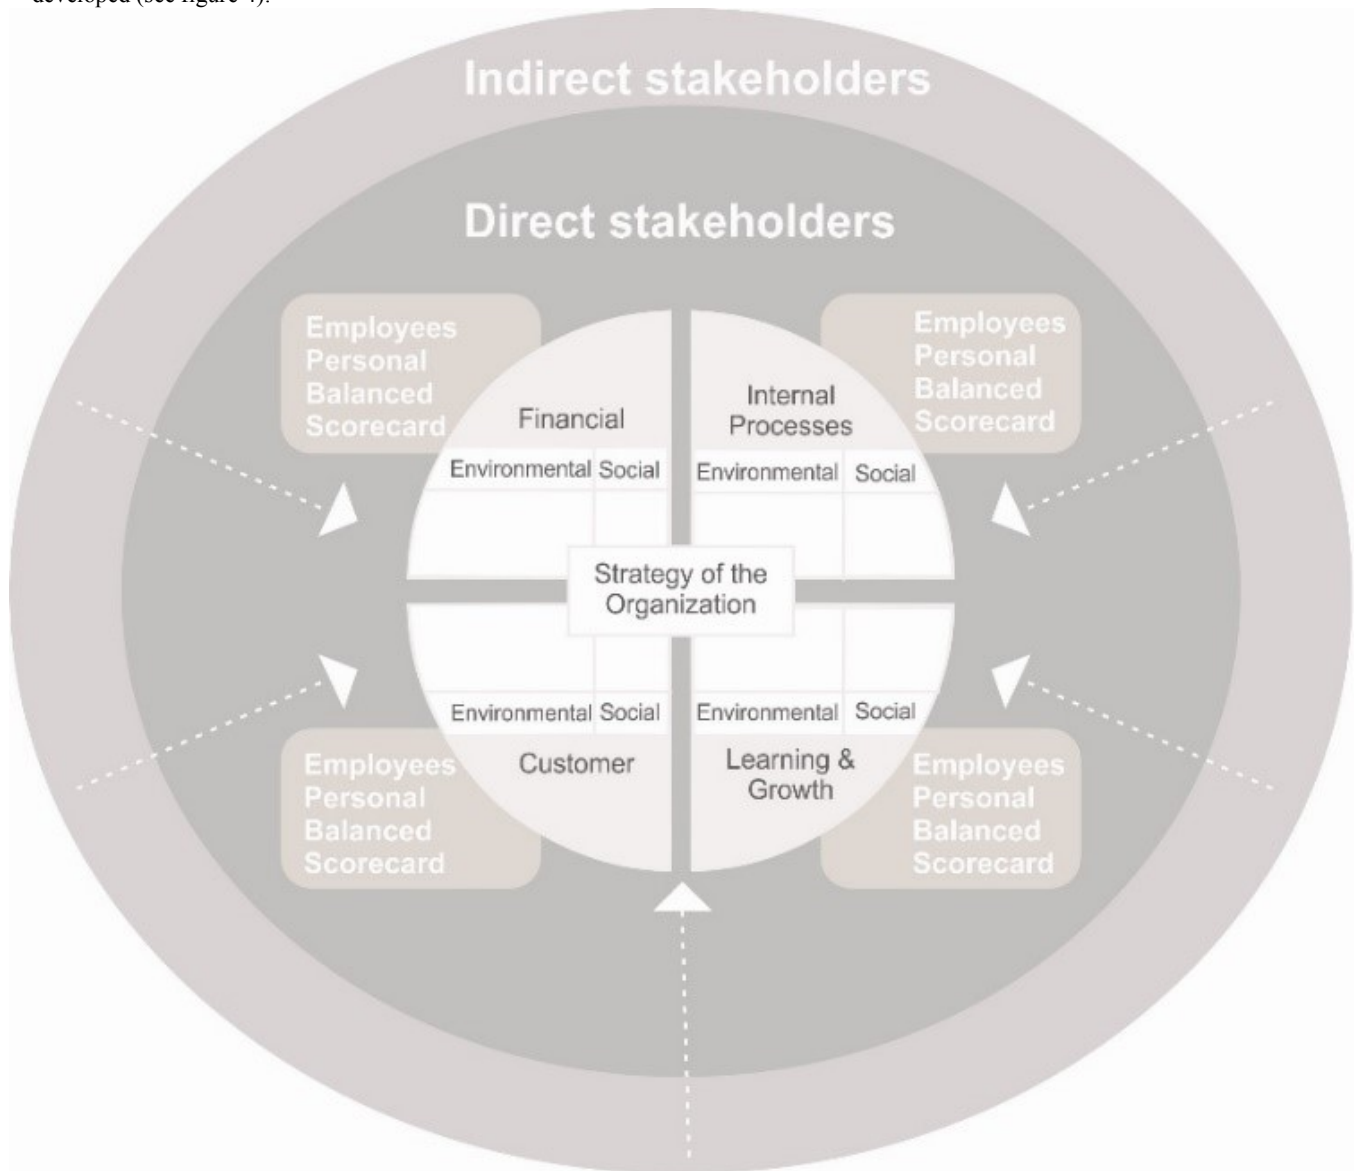 developed (see figure 4).
Indirect stakeholders
Direct stakeholders
Employees
Personal
Balanced
Scorecard
Employees
Personal
Balanced
Scorecard
Financial
Internal
Processes
Environmental Social
Environmental Social
Strategy of the
Organization
Environmental Social
Environmental Social
Customer
Learning &
Growth
Employees
Personal
Balanced
Scorecard
Employees
Personal
Balanced
Scorecard